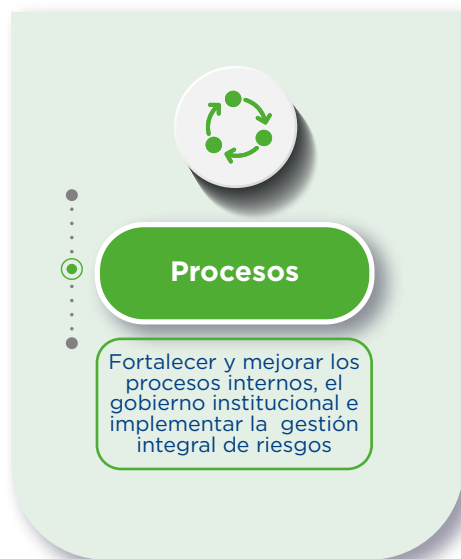 Procesos
Fortalecer y mejorar los
procesos internos, el
gobierno institucional e
implementar la  gestión
integral de riesgos